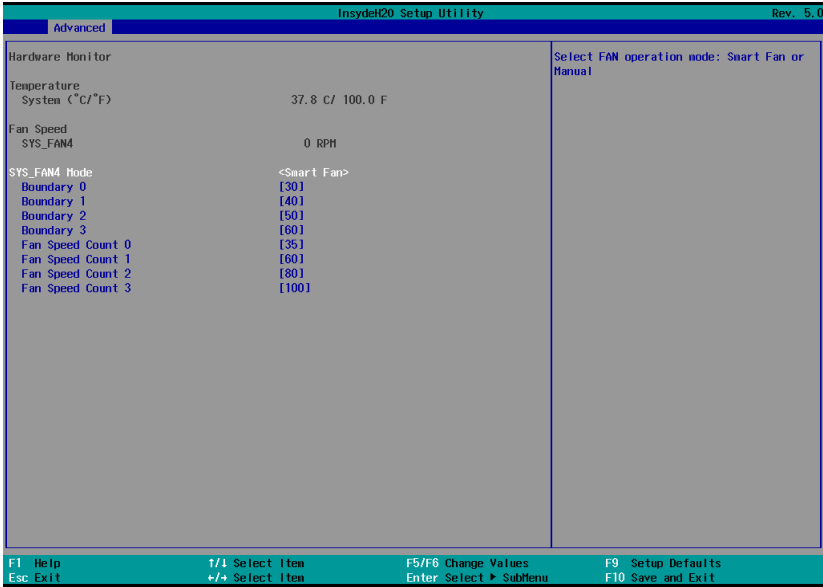 InsydeH2O Setup Utility Rev. 5.0
Advanced
Hardware Monitor
Select FAN operation mode: Smart Fan or
Manual
Temperature
System (°C/°F) 37.8 C/ 100.0 F
Fan Speed
SYS_FAN4 0 RPM
SYS_FAN4 Mode <Smart Fan>
Boundary 0 [30]
Boundary 1 [40]
Boundary 2 [50]
Boundary 3 [60]
Fan Speed Count 0 [35]
Fan Speed Count 1 [60]
Fan Speed Count 2 [80]
Fan Speed Count 3 [100]
F1 Help ↑/↓ Select Item F5/F6 Change Values F9 Setup Defaults
Esc Exit ←/→ Select Item Enter Select ▶ SubMenu F10 Save and Exit